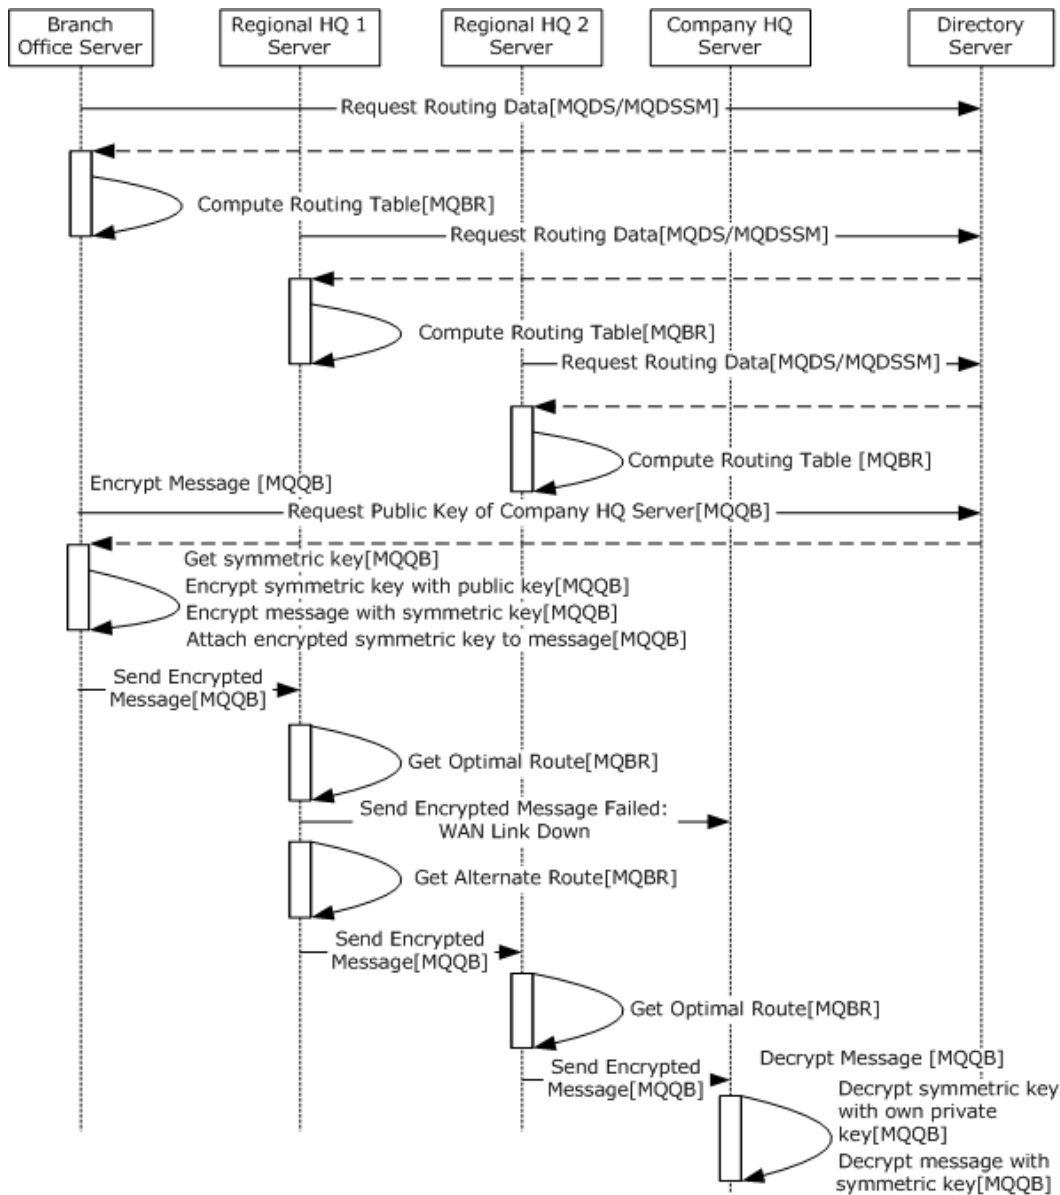 Branch
Office Server
Regional HQ 1
Server
Regional HQ 2
Server
Company HQ
Server
Directory
Server
Request Routing Data[MQDS/MQDSSM]
Compute Routing Table[MQBR]
Request Routing Data[MQDS/MQDSSM]
Compute Routing Table[MQBR]
Request Routing Data[MQDS/MQDSSM]
Compute Routing Table [MQBR]
Encrypt Message [MQQB]
Request Public Key of Company HQ Server[MQQB]
Get symmetric key[MQQB]
Encrypt symmetric key with public key[MQQB]
Encrypt message with symmetric key[MQQB]
Attach encrypted symmetric key to message[MQQB]
Send Encrypted
Message[MQQB]
Get Optimal Route[MQBR]
Send Encrypted Message Failed:
WAN Link Down
Get Alternate Route[MQBR]
Send Encrypted
Message[MQQB]
Get Optimal Route[MQBR]
Send Encrypted
Message[MQQB]
Decrypt Message [MQQB]
Decrypt symmetric key
with own private
key[MQQB]
Decrypt message with
symmetric key[MQQB]